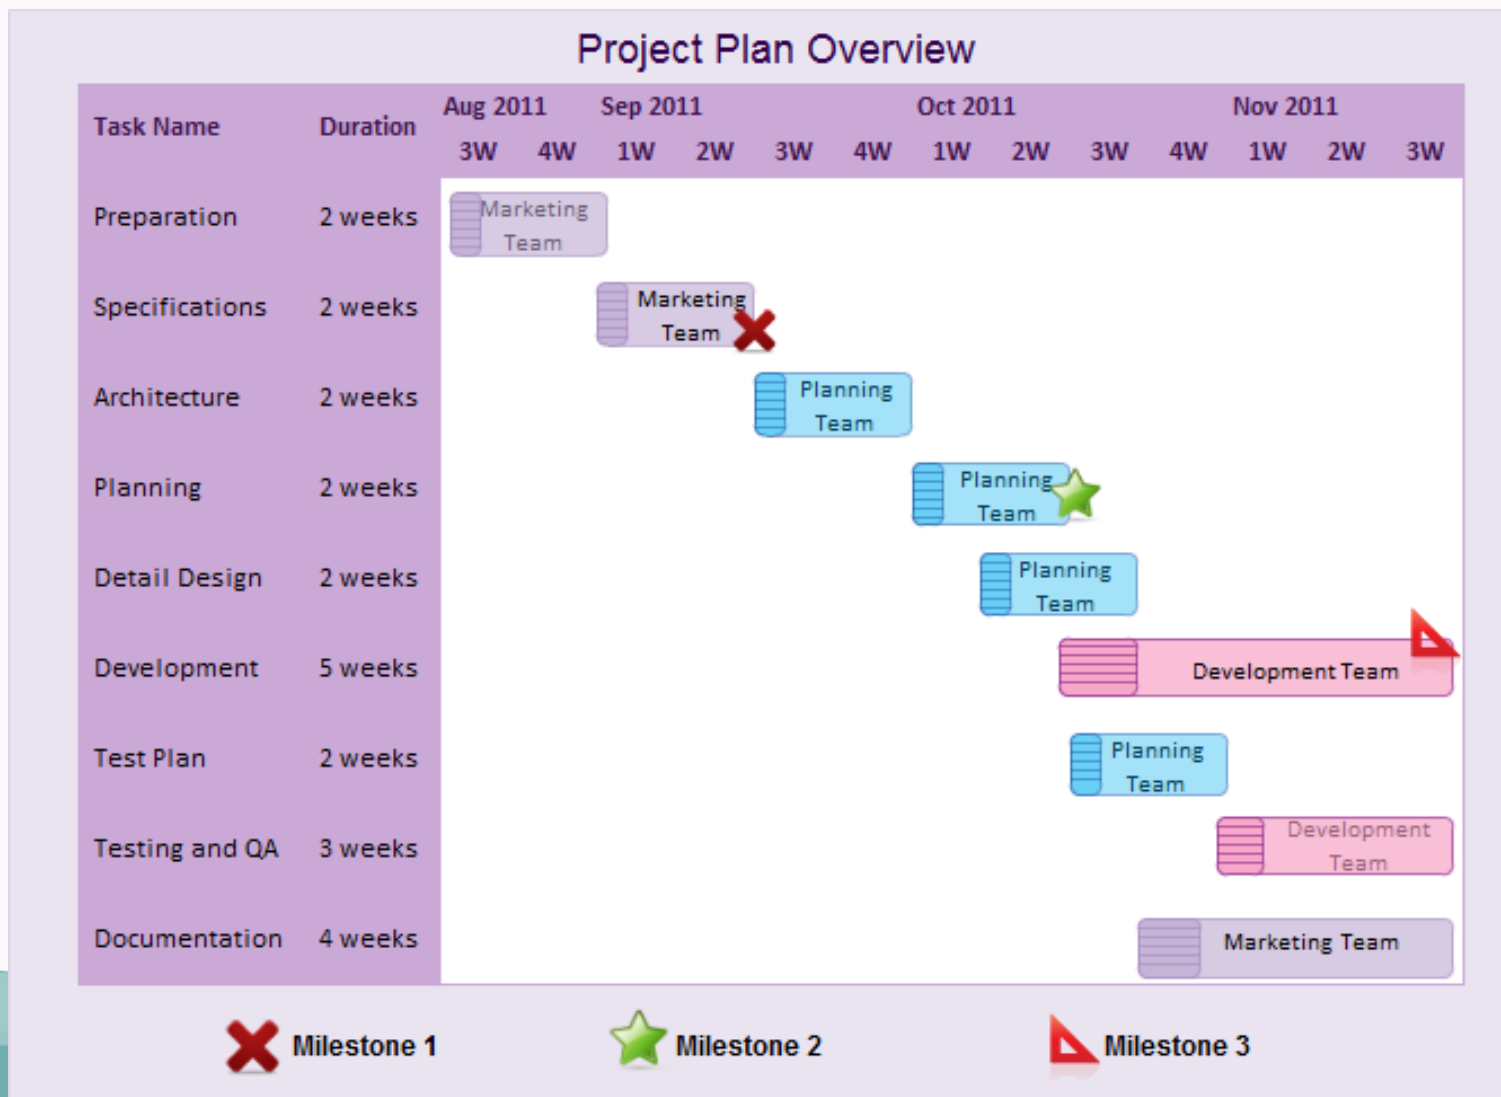 Project Plan Overview
Task Name Duration Aug 2011 Sep 2011 Oct 2011 Nov 2011
3W 4W 1W 2W 3W 4W 1W 2W 3W 4W 1W 2W 3W
Preparation 2 weeks Marketing
Team
Specifications 2 weeks Marketing
Team
Architecture 2 weeks Planning
Team
Planning 2 weeks Planning
Team
Detail Design 2 weeks Planning
Team
Development 5 weeks Development Team
Test Plan 2 weeks Planning
Team
Testing and QA 3 weeks Development
Team
Documentation 4 weeks Marketing Team
Milestone 1 Milestone 2 Milestone 3